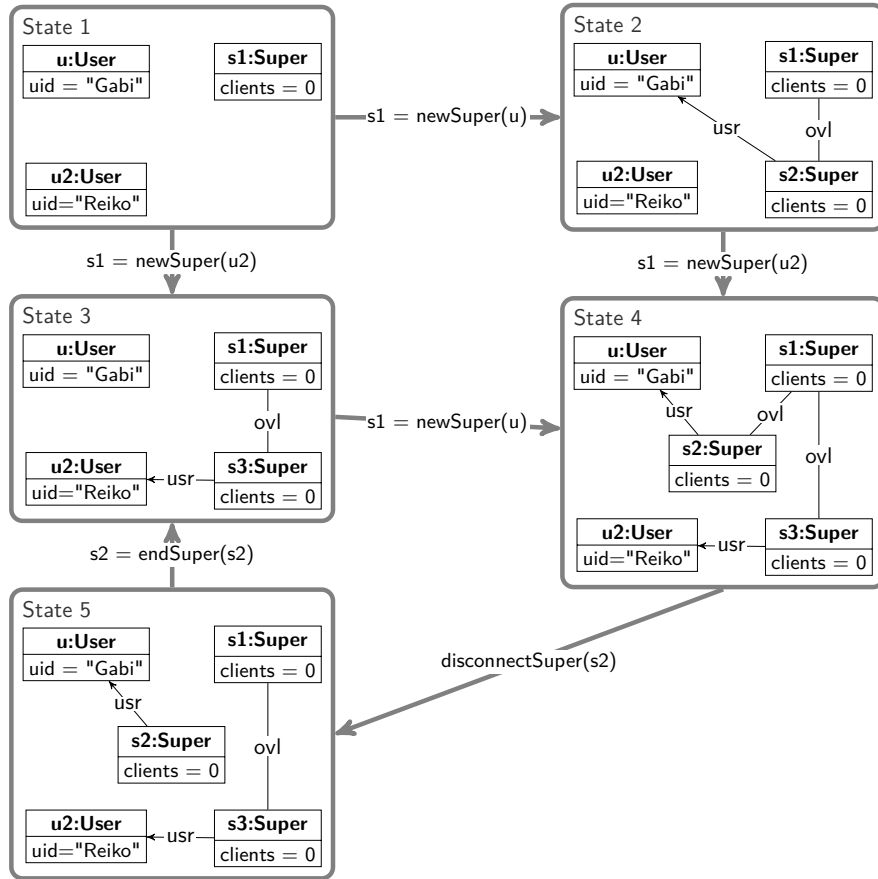 State 1
u:User
uid = "Gabi"
s1:Super
clients = 0
u2:User
uid="Reiko"
s1 = newSuper(u)
State 2
u:User
uid = "Gabi"
s1:Super
clients = 0
usr
ovl
u2:User
uid="Reiko"
s2:Super
clients = 0
s1 = newSuper(u2)
s1 = newSuper(u2)
State 3
u:User
uid = "Gabi"
s1:Super
clients = 0
ovl
u2:User
uid="Reiko"
usr
s3:Super
clients = 0
s1 = newSuper(u)
State 4
u:User
uid = "Gabi"
s1:Super
clients = 0
usr
ovl
s2:Super
clients = 0
ovl
u2:User
uid="Reiko"
usr
s3:Super
clients = 0
s2 = endSuper(s2)
disconnectSuper(s2)
State 5
u:User
uid = "Gabi"
s1:Super
clients = 0
usr
s2:Super
clients = 0
ovl
u2:User
uid="Reiko"
usr
s3:Super
clients = 0